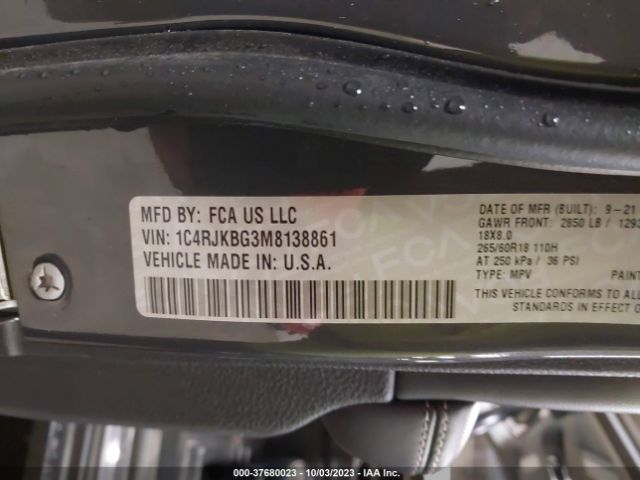 MFD BY: FCA US LLC
VIN: 1C4RJKBG3M8138861
VEHICLE MADE IN: U.S.A.
DATE OF MFR (BUILT): 9-21
GAWR FRONT: 2850 LB / 1293
18X8.0
265/60R18 110H
AT 250 kPa / 36 PSI
TYPE: MPV PAINT
THIS VEHICLE CONFORMS TO ALL
STANDARDS IN EFFECT O
000-37680023 - 10/03/2023 - IAA Inc.